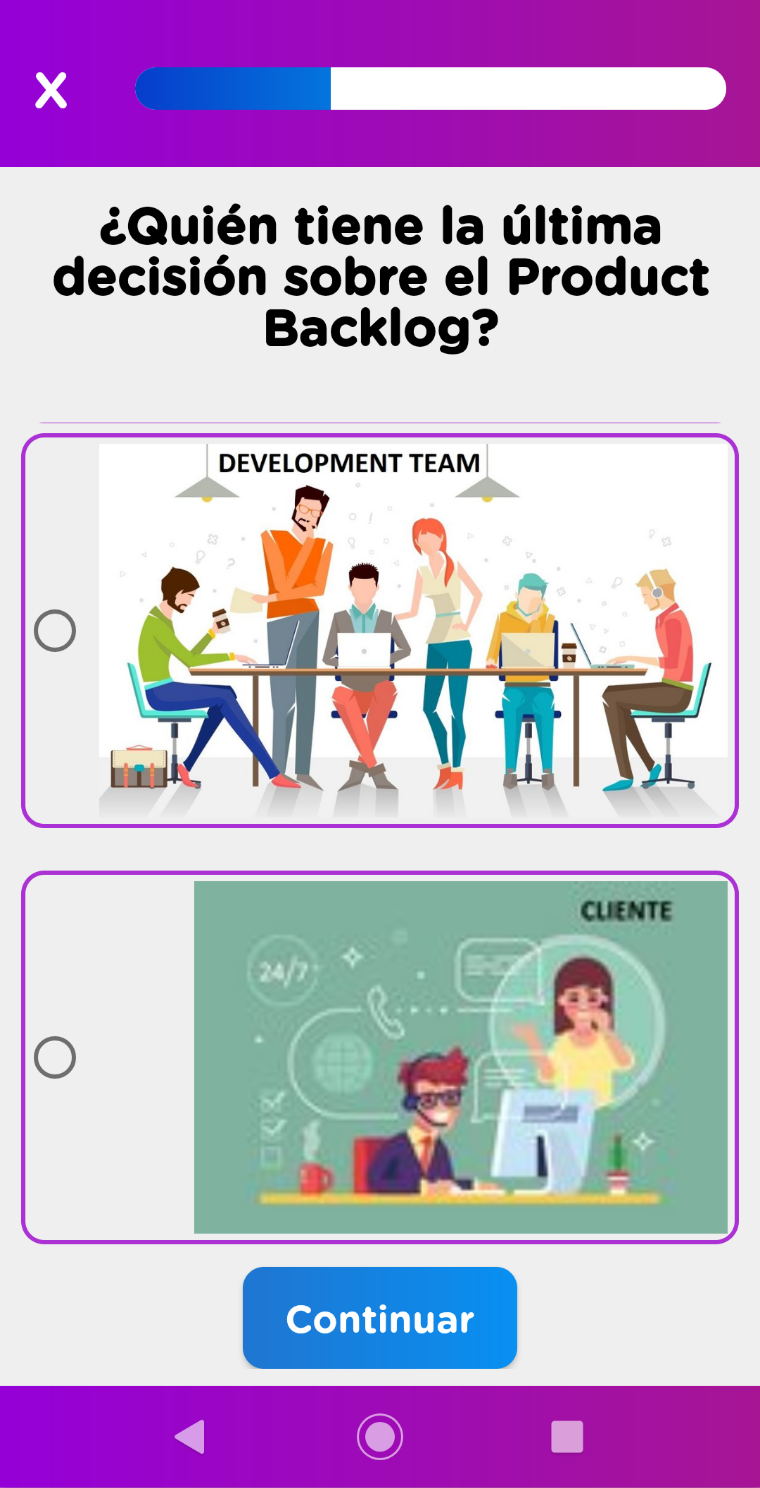 ¿Quién tiene la última
decisión sobre el Product
Backlog?
DEVELOPMENT TEAM
CLIENTE
24/7
Continuar